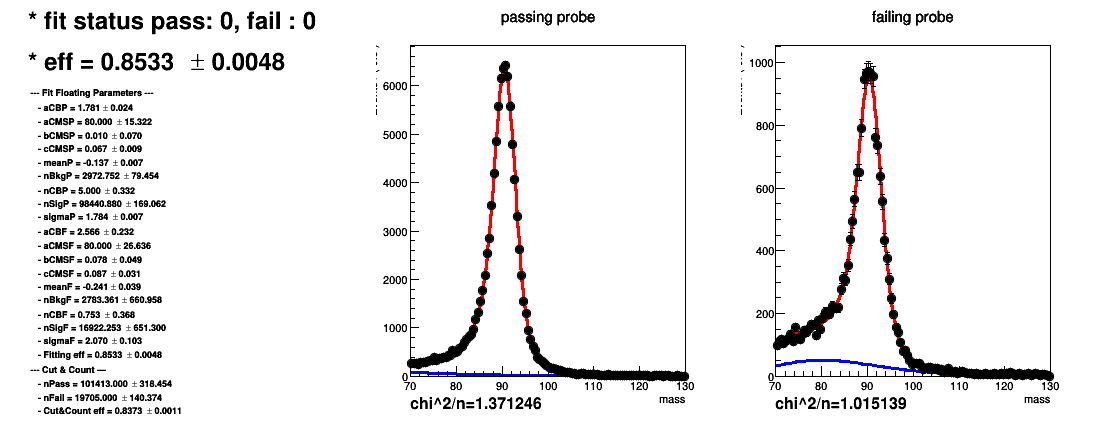 * fit status pass: 0, fail : 0
* eff = 0.8533 ± 0.0048
--- Fit Floating Parameters ---
- aCBP = 1.781 ± 0.024
- aCMSP = 80.000 ± 15.322
- bCMSP = 0.010 ± 0.070
- cCMSP = 0.067 ± 0.009
- meanP = -0.137 ± 0.007
- nBkgP = 2972.752 ± 79.454
- nCBP = 5.000 ± 0.332
- nSigP = 98440.880 ± 169.062
- sigmaP = 1.784 ± 0.007
- aCBF = 2.566 ± 0.232
- aCMSF = 80.000 ± 26.636
- bCMSF = 0.078 ± 0.049
- cCMSF = 0.087 ± 0.031
- meanF = -0.241 ± 0.039
- nBkgF = 2783.361 ± 660.958
- nCBF = 0.753 ± 0.368
- nSigF = 16922.253 ± 651.300
- sigmaF = 2.070 ± 0.103
- Fitting eff = 0.8533 ± 0.0048
--- Cut & Count ---
- nPass = 101413.000 ± 318.454
- nFail = 19705.000 ± 140.374
- Cut&Count eff = 0.8373 ± 0.0011
passing probe
6000
5000
4000
3000
2000
1000
0
70 80 90 100 110 120 130
mass
chi^2/n=1.371246
failing probe
1000
800
600
400
200
0
70 80 90 100 110 120 130
mass
chi^2/n=1.015139